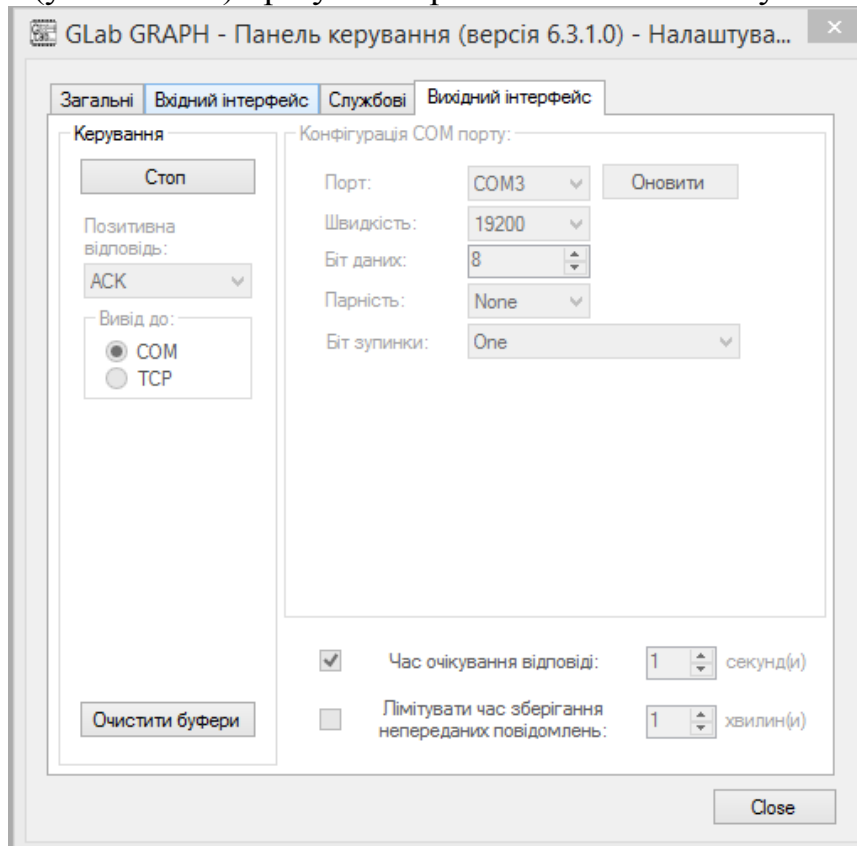 GLab GRAPH - Панель керування (версія 6.3.1.0) - Налаштува...
Загальні Вхідний інтерфейс Службові Вихідний інтерфейс
Керування
Стоп
Позитивна
відповідь:
ACK
Вивід до:
COM
TCP
Очистити буфери
Конфігурація COM порту:
Порт: COM3 Оновити
Швидкість: 19200
Біт даних: 8
Парність: None
Біт зупинки: One
Час очікування відповіді: 1 секунд(и)
Лімітувати час зберігання
непереданих повідомлень: 1 хвилин(и)
Close